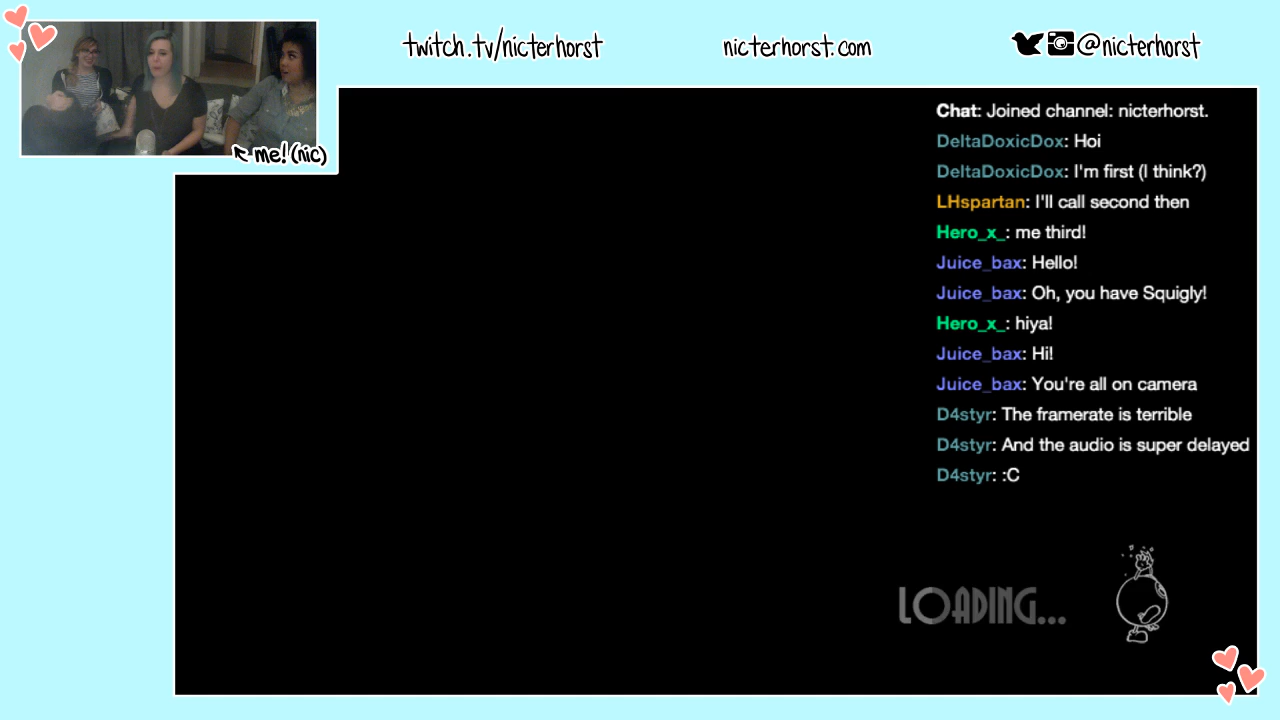 twitch.tv/nicterhorst
nicterhorst.com
@nicterhorst
me! (nic)
Chat: Joined channel: nicterhorst.
DeltaDoxicDox: Hoi
DeltaDoxicDox: I'm first (I think?)
LHspartan: I'll call second then
Hero_x_: me third!
Juice_bax: Hello!
Juice_bax: Oh, you have Squigly!
Hero_x_: hiya!
Juice_bax: Hi!
Juice_bax: You're all on camera
D4styr: The framerate is terrible
D4styr: And the audio is super delayed
D4styr: :C
LOADING...